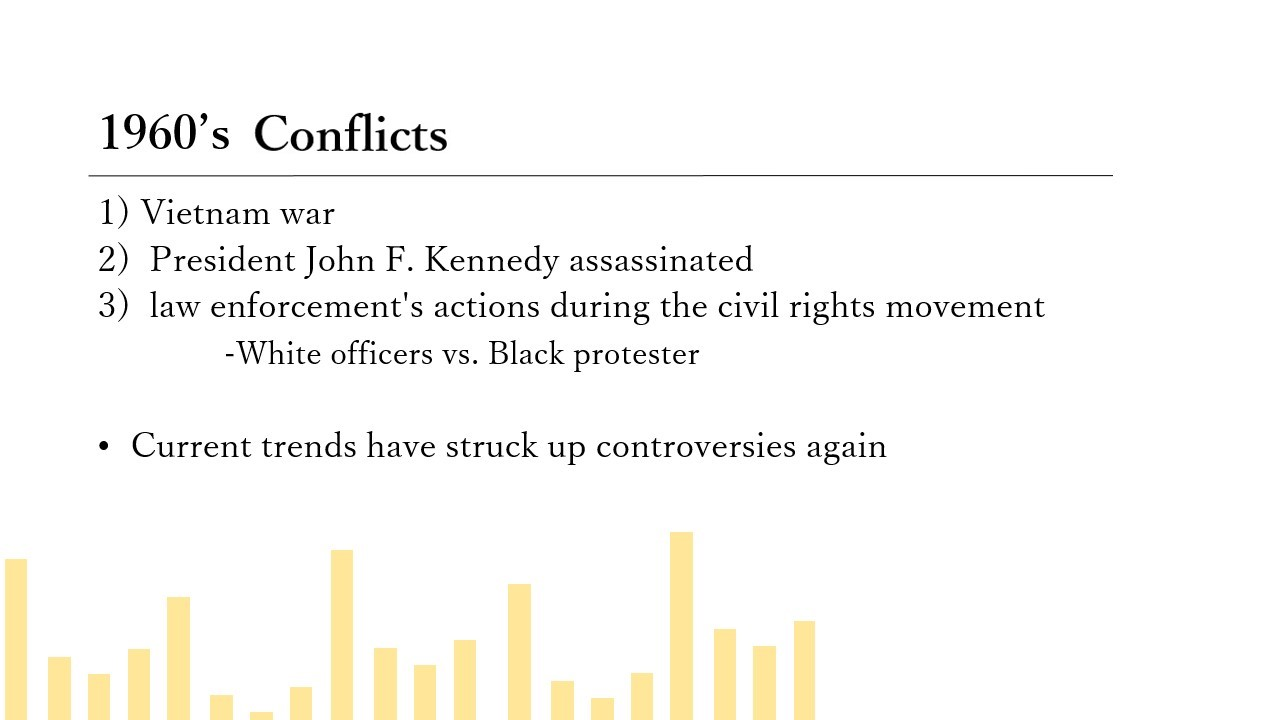 1960’s Conflicts
1) Vietnam war
2) President John F. Kennedy assassinated
3) law enforcement's actions during the civil rights movement
-White officers vs. Black protester
• Current trends have struck up controversies again